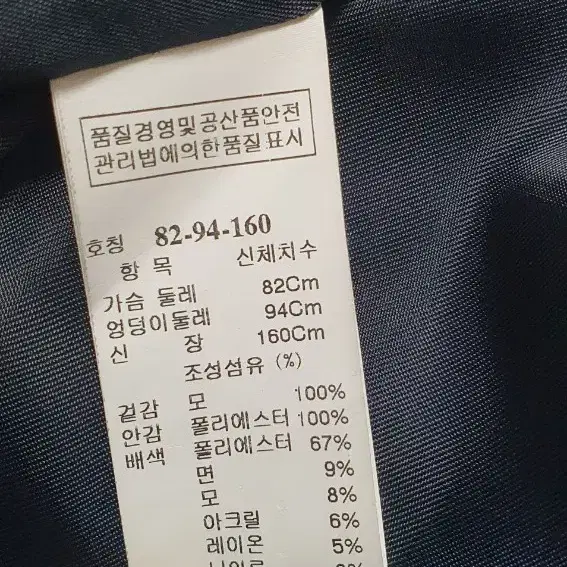 품질경영및공산품안전
관리법에의한품질표시
호칭 82-94-160
항 목 신체치수
가슴 둘레 82Cm
엉덩이둘레 94Cm
신 장 160Cm
조성섬유 (%)
겉감 모 100%
안감 폴리에스터 100%
배색 폴리에스터 67%
면 9%
모 8%
아크릴 6%
레이온 5%